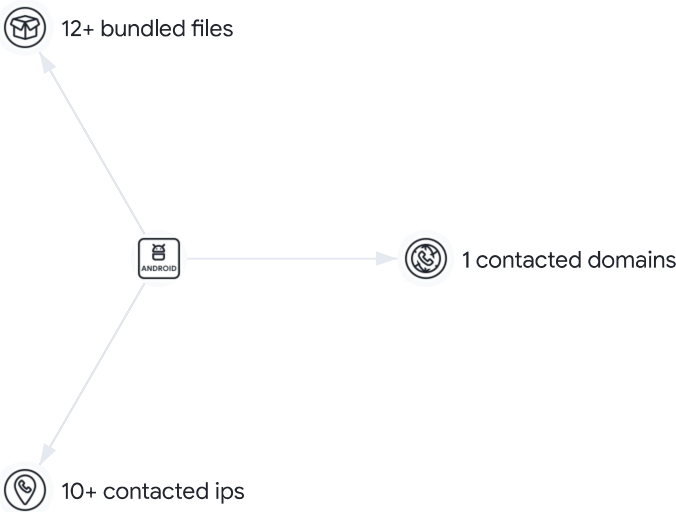 12+ bundled files
ANDROID
1 contacted domains
10+ contacted ips